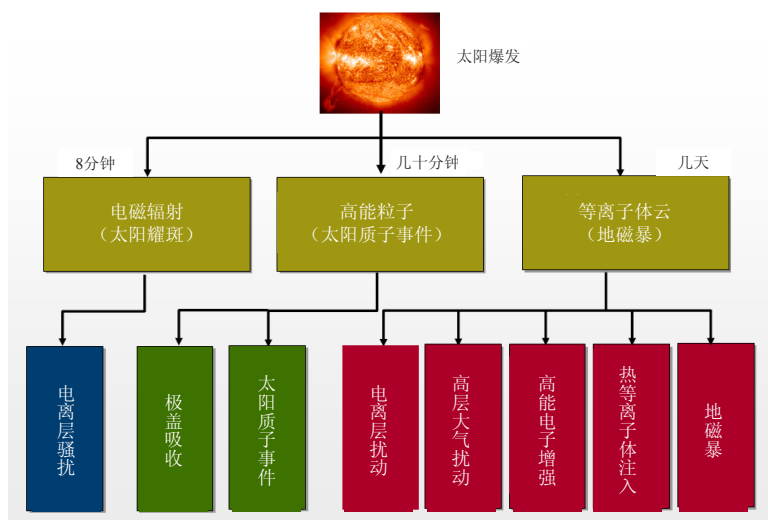 太阳爆发
8分钟
几十分钟
几天
电磁辐射
（太阳耀斑）
高能粒子
（太阳质子事件）
等离子体云
（地磁暴）
电离层骚扰
极盖吸收
太阳质子事件
电离层扰动
高层大气扰动
高能电子增强
热等离子体注入
地磁暴